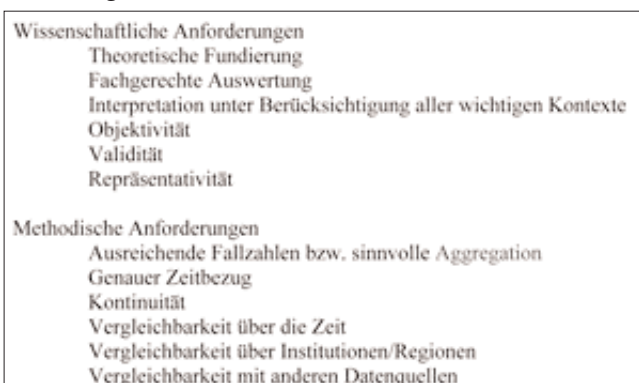 Wissenschaftliche Anforderungen
Theoretische Fundierung
Fachgerechte Auswertung
Interpretation unter Berücksichtigung aller wichtigen Kontexte
Objektivität
Validität
Repräsentativität
Methodische Anforderungen
Ausreichende Fallzahlen bzw. sinnvolle Aggregation
Genauer Zeitbezug
Kontinuität
Vergleichbarkeit über die Zeit
Vergleichbarkeit über Institutionen/Regionen
Vergleichbarkeit mit anderen Datenquellen